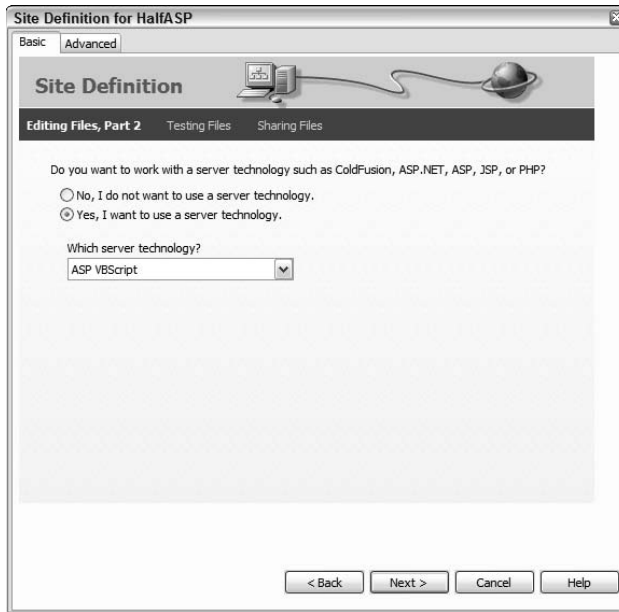 Site Definition for HalfASP
Basic Advanced
Site Definition
Editing Files, Part 2 Testing Files Sharing Files
Do you want to work with a server technology such as ColdFusion, ASP.NET, ASP, JSP, or PHP?
No, I do not want to use a server technology.
Yes, I want to use a server technology.
Which server technology?
ASP VBScript
< Back Next > Cancel Help